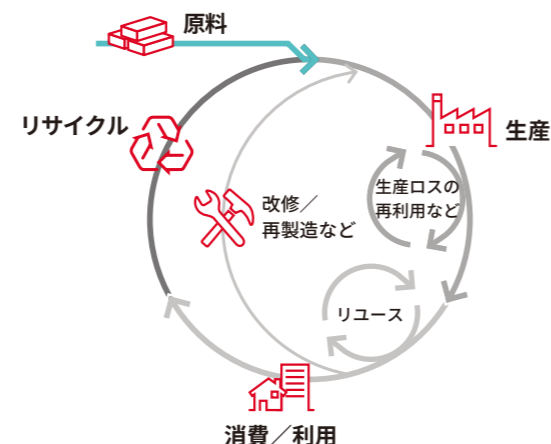 原料
リサイクル
生産
生産ロスの
再利用など
改修／
再製造など
リユース
消費／利用